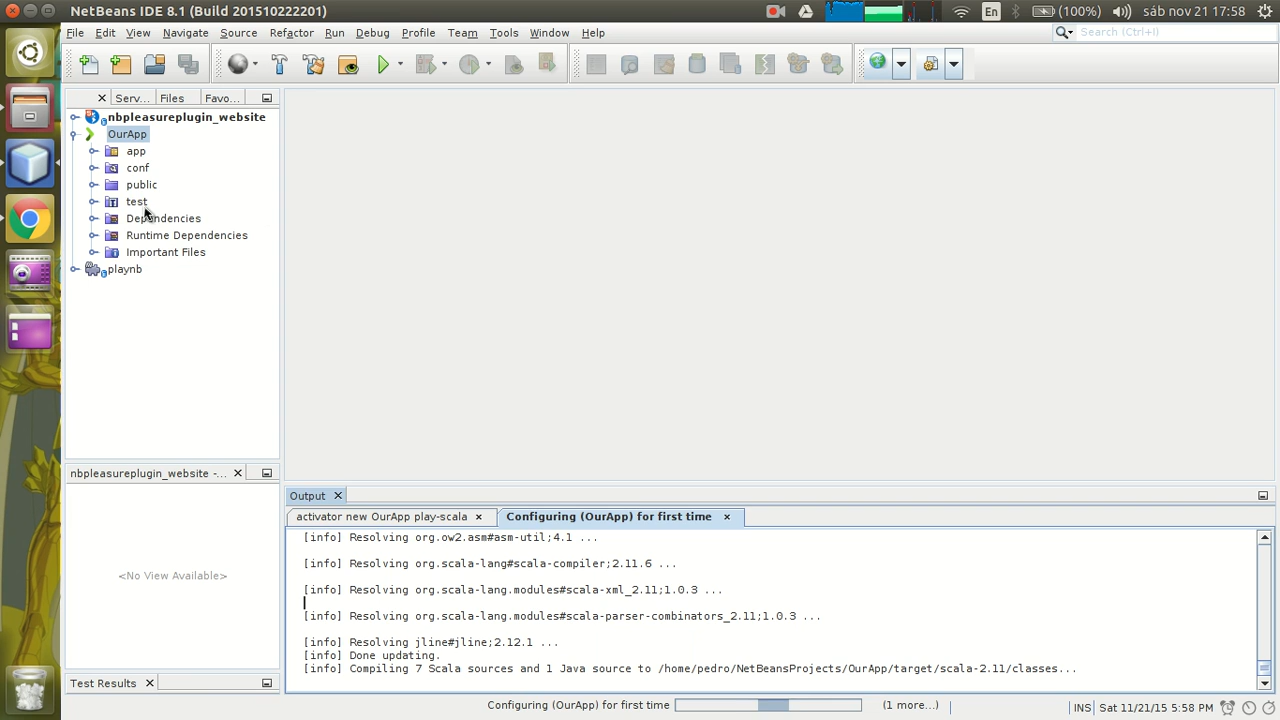 NetBeans IDE 8.1 (Build 201510222201)
En
(100%)
sáb nov 21 17:58
File Edit View Navigate Source Refactor Run Debug Profile Team Tools Window Help
Search (Ctrl+I)
Serv... Files Favo...
nbpleasureplugin_website
OurApp
app
conf
public
test
Dependencies
Runtime Dependencies
Important Files
playnb
nbpleasureplugin_website -...
<No View Available>
Test Results
Output
activator new OurApp play-scala
Configuring (OurApp) for first time
[info] Resolving org.ow2.asm#asm-util;4.1 ...
[info] Resolving org.scala-lang#scala-compiler;2.11.6 ...
[info] Resolving org.scala-lang.modules#scala-xml_2.11;1.0.3 ...
[info] Resolving org.scala-lang.modules#scala-parser-combinators_2.11;1.0.3 ...
[info] Resolving jline#jline;2.12.1 ...
[info] Done updating.
[info] Compiling 7 Scala sources and 1 Java source to /home/pedro/NetBeansProjects/OurApp/target/scala-2.11/classes...
Configuring (OurApp) for first time
(1 more...)
INS
Sat 11/21/15 5:58 PM